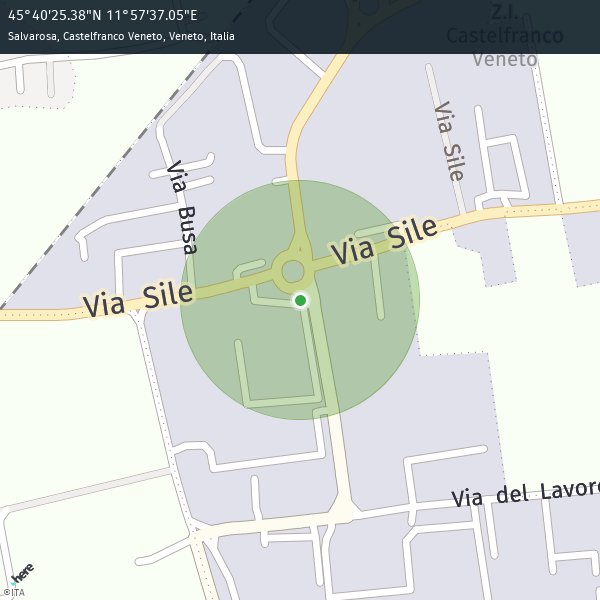 45°40'25.38"N 11°57'37.05"E
Salvarosa, Castelfranco Veneto, Veneto, Italia
Z.I.
Castelfranco
Veneto
Via Sile
Via Busa
Via Sile
Via Sile
Via del Lavoro
here
©ITA